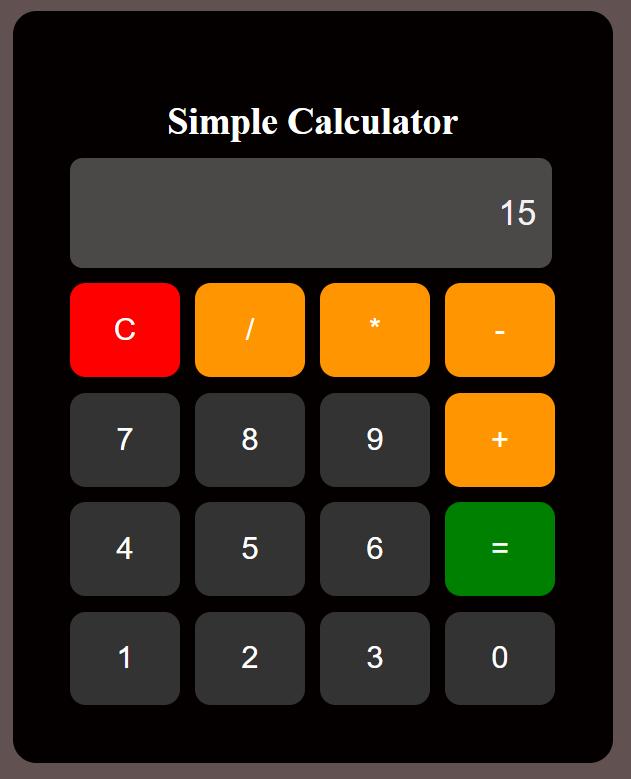 Simple Calculator
15
C / * -
7 8 9 +
4 5 6 =
1 2 3 0